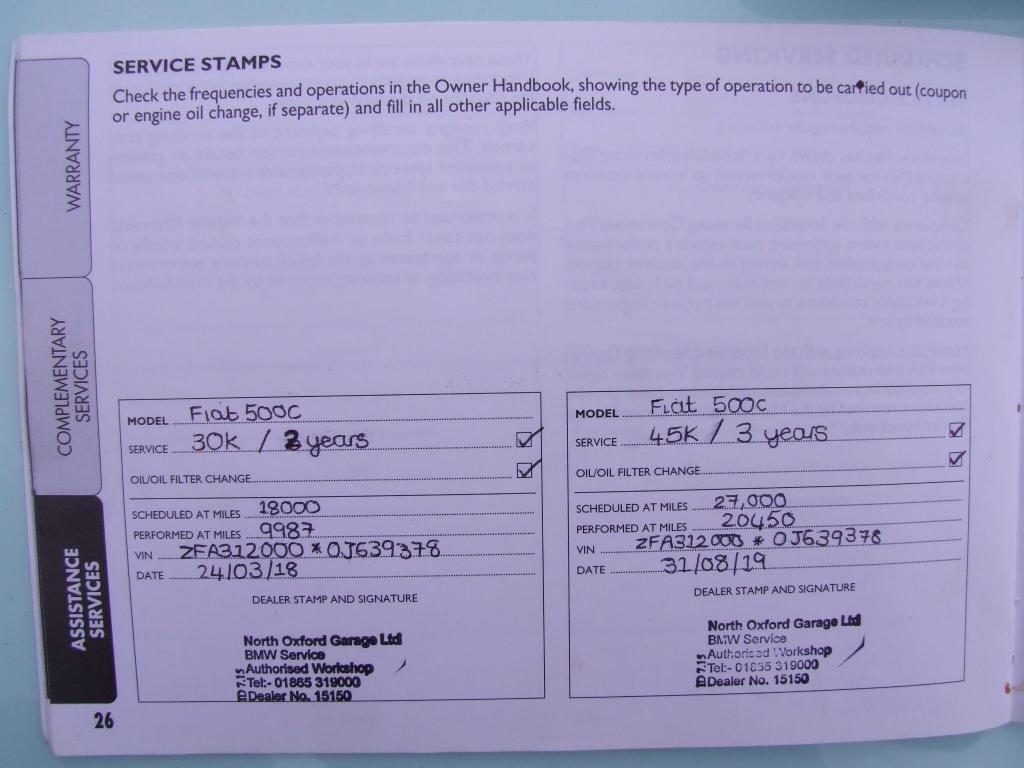 SERVICE STAMPS
Check the frequencies and operations in the Owner Handbook, showing the type of operation to be carried out (coupon
or engine oil change, if separate) and fill in all other applicable fields.
WARRANTY
COMPLEMENTARY
SERVICES
ASSISTANCE
SERVICES
MODEL Fiat 500C
SERVICE 30K / 2 years
OIL/OIL FILTER CHANGE
SCHEDULED AT MILES 18000
PERFORMED AT MILES 9987
VIN ZFA312000 * 0J639378
DATE 24/03/18
DEALER STAMP AND SIGNATURE
North Oxford Garage Ltd
BMW Service
Authorised Workshop
Tel:- 01865 319000
Dealer No. 15150
MODEL Fiat 500c
SERVICE 45K / 3 years
OIL/OIL FILTER CHANGE
SCHEDULED AT MILES 27,000
PERFORMED AT MILES 20450
VIN ZFA312000 * 0J639378
DATE 31/08/19
DEALER STAMP AND SIGNATURE
North Oxford Garage Ltd
BMW Service
Authorised Workshop
Tel:- 01865 319000
Dealer No. 15150
26